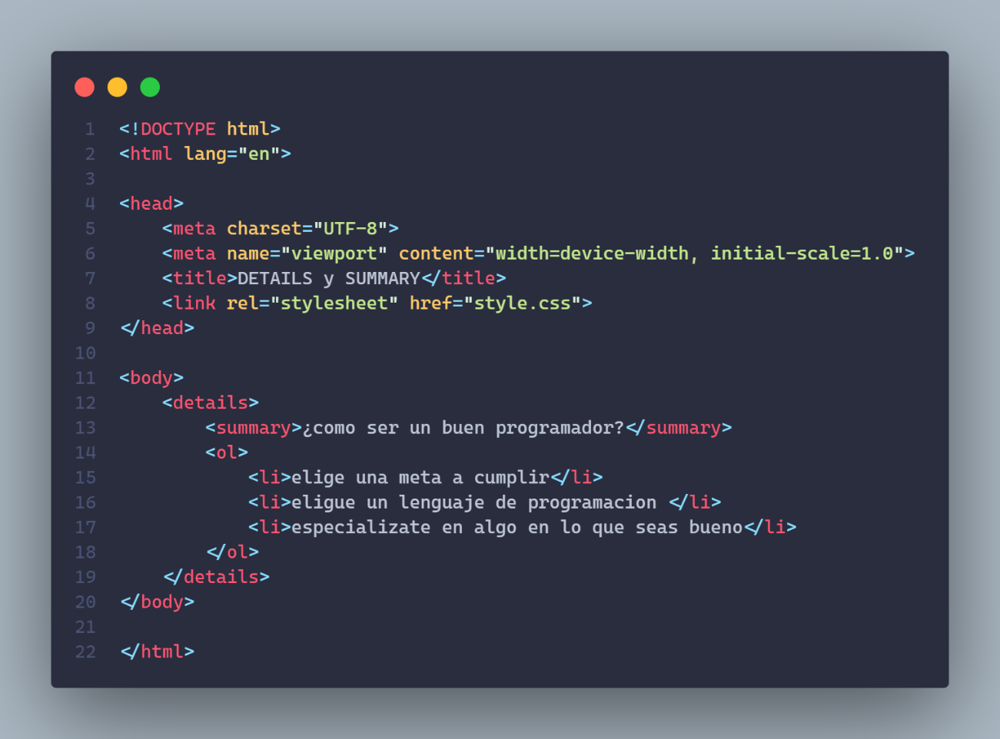 1 <!DOCTYPE html>
2 <html lang="en">
3
4 <head>
5     <meta charset="UTF-8">
6     <meta name="viewport" content="width=device-width, initial-scale=1.0">
7     <title>DETAILS y SUMMARY</title>
8     <link rel="stylesheet" href="style.css">
9 </head>
10
11 <body>
12     <details>
13         <summary>¿como ser un buen programador?</summary>
14         <ol>
15             <li>elige una meta a cumplir</li>
16             <li>eligue un lenguaje de programacion </li>
17             <li>especializate en algo en lo que seas bueno</li>
18         </ol>
19     </details>
20 </body>
21
22 </html>